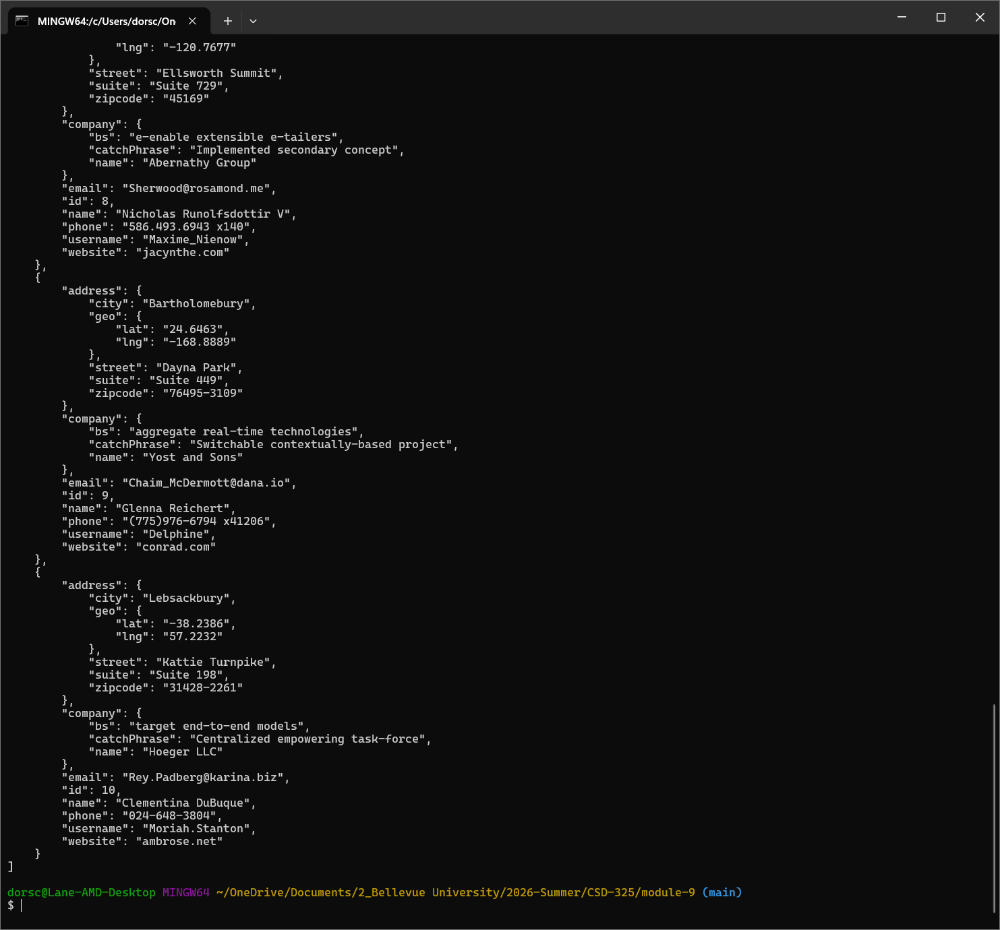 MINGW64:/c/Users/dorsc/On
                "lng": "-120.7677"
            },
            "street": "Ellsworth Summit",
            "suite": "Suite 729",
            "zipcode": "45169"
        },
        "company": {
            "bs": "e-enable extensible e-tailers",
            "catchPhrase": "Implemented secondary concept",
            "name": "Abernathy Group"
        },
        "email": "Sherwood@rosamond.me",
        "id": 8,
        "name": "Nicholas Runolfsdottir V",
        "phone": "586.493.6943 x140",
        "username": "Maxime_Nienow",
        "website": "jacynthe.com"
    },
    {
        "address": {
            "city": "Bartholomebury",
            "geo": {
                "lat": "24.6463",
                "lng": "-168.8889"
            },
            "street": "Dayna Park",
            "suite": "Suite 449",
            "zipcode": "76495-3109"
        },
        "company": {
            "bs": "aggregate real-time technologies",
            "catchPhrase": "Switchable contextually-based project",
            "name": "Yost and Sons"
        },
        "email": "Chaim_McDermott@dana.io",
        "id": 9,
        "name": "Glenna Reichert",
        "phone": "(775)976-6794 x41206",
        "username": "Delphine",
        "website": "conrad.com"
    },
    {
        "address": {
            "city": "Lebsackbury",
            "geo": {
                "lat": "-38.2386",
                "lng": "57.2232"
            },
            "street": "Kattie Turnpike",
            "suite": "Suite 198",
            "zipcode": "31428-2261"
        },
        "company": {
            "bs": "target end-to-end models",
            "catchPhrase": "Centralized empowering task-force",
            "name": "Hoeger LLC"
        },
        "email": "Rey.Padberg@karina.biz",
        "id": 10,
        "name": "Clementina DuBuque",
        "phone": "024-648-3804",
        "username": "Moriah.Stanton",
        "website": "ambrose.net"
    }
]
dorsc@Lane-AMD-Desktop MINGW64 ~/OneDrive/Documents/2_Bellevue University/2026-Summer/CSD-325/module-9 (main)
$